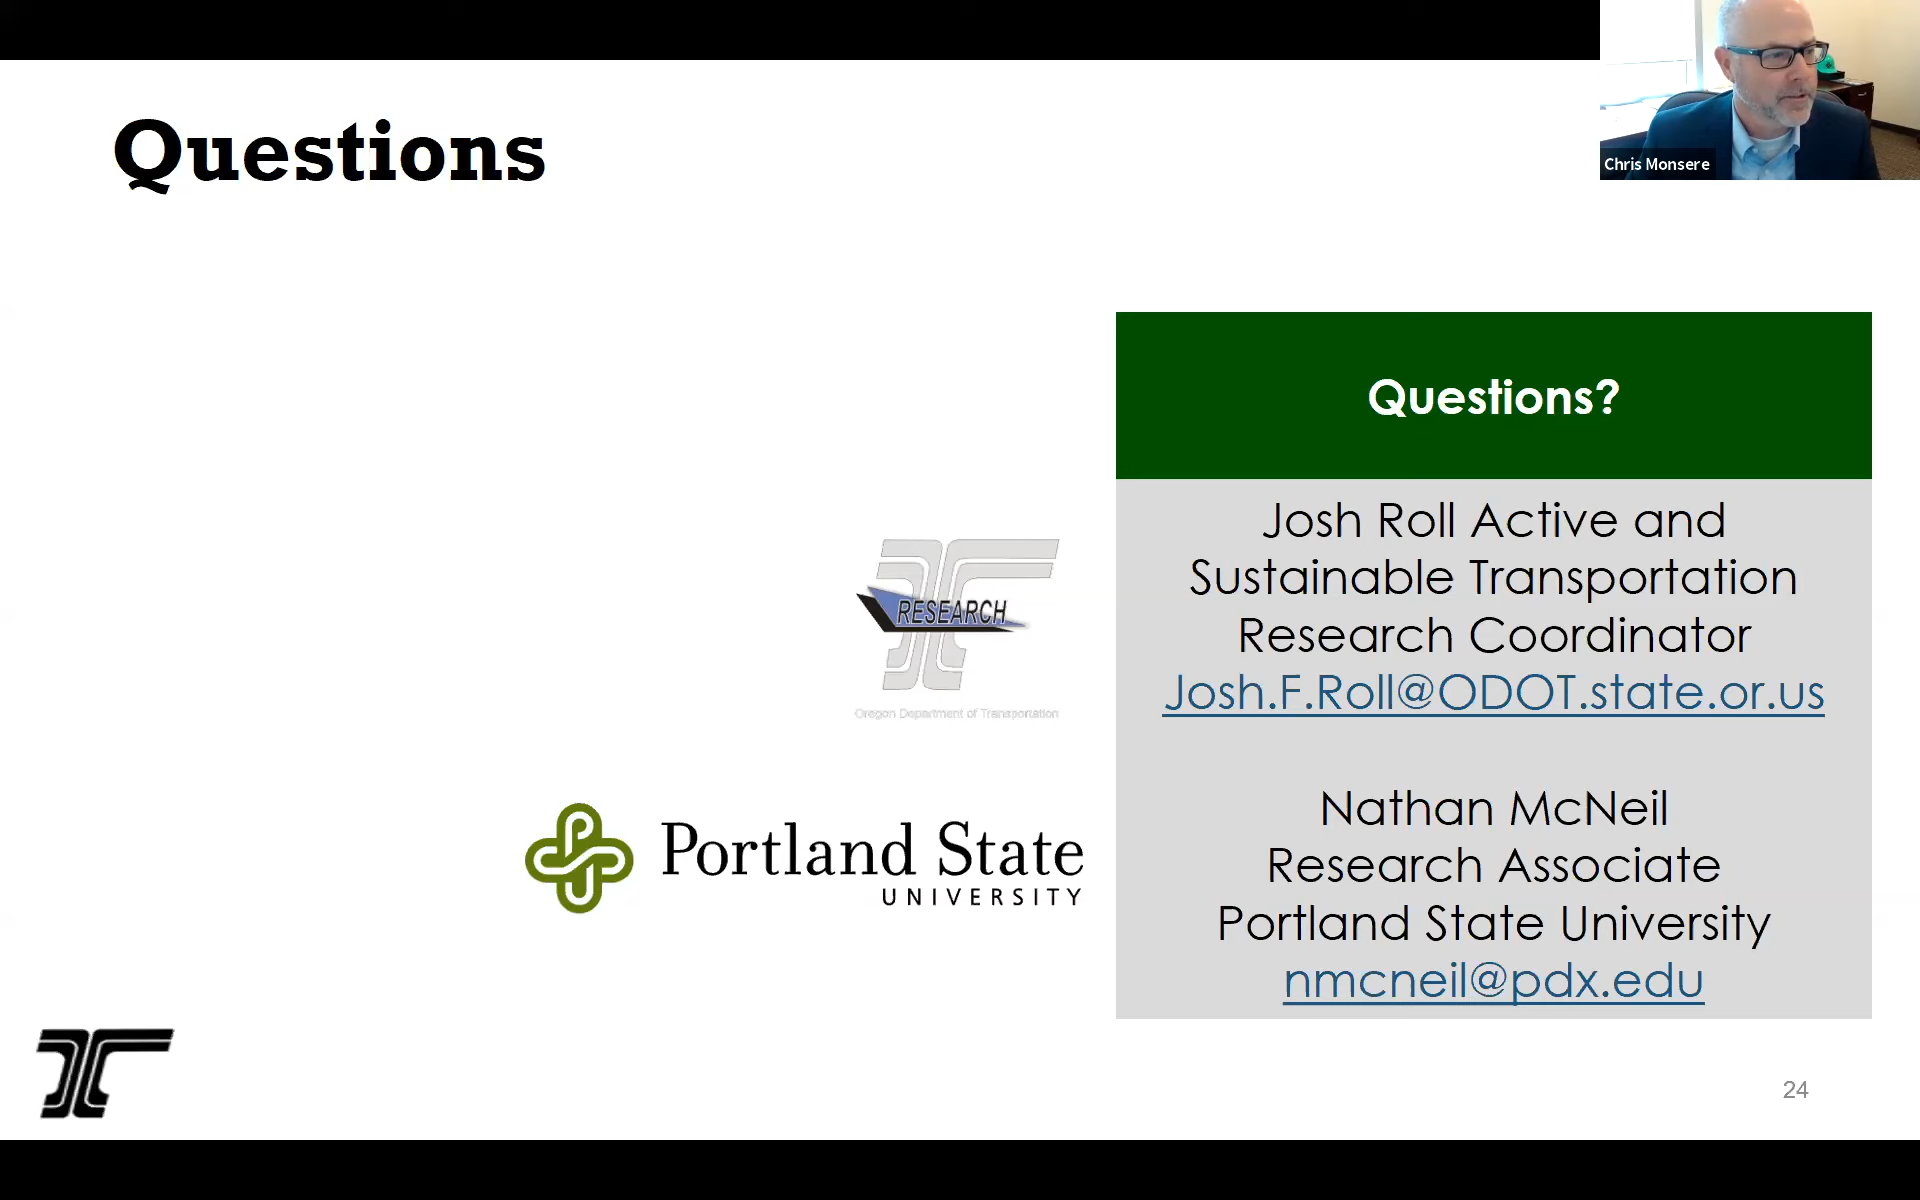 Chris Monsere
Questions
Questions?
Josh Roll Active and
Sustainable Transportation
Research Coordinator
Josh.F.Roll@ODOT.state.or.us
RESEARCH
Oregon Department of Transportation
Nathan McNeil
Research Associate
Portland State University
nmcneil@pdx.edu
Portland State
UNIVERSITY
24